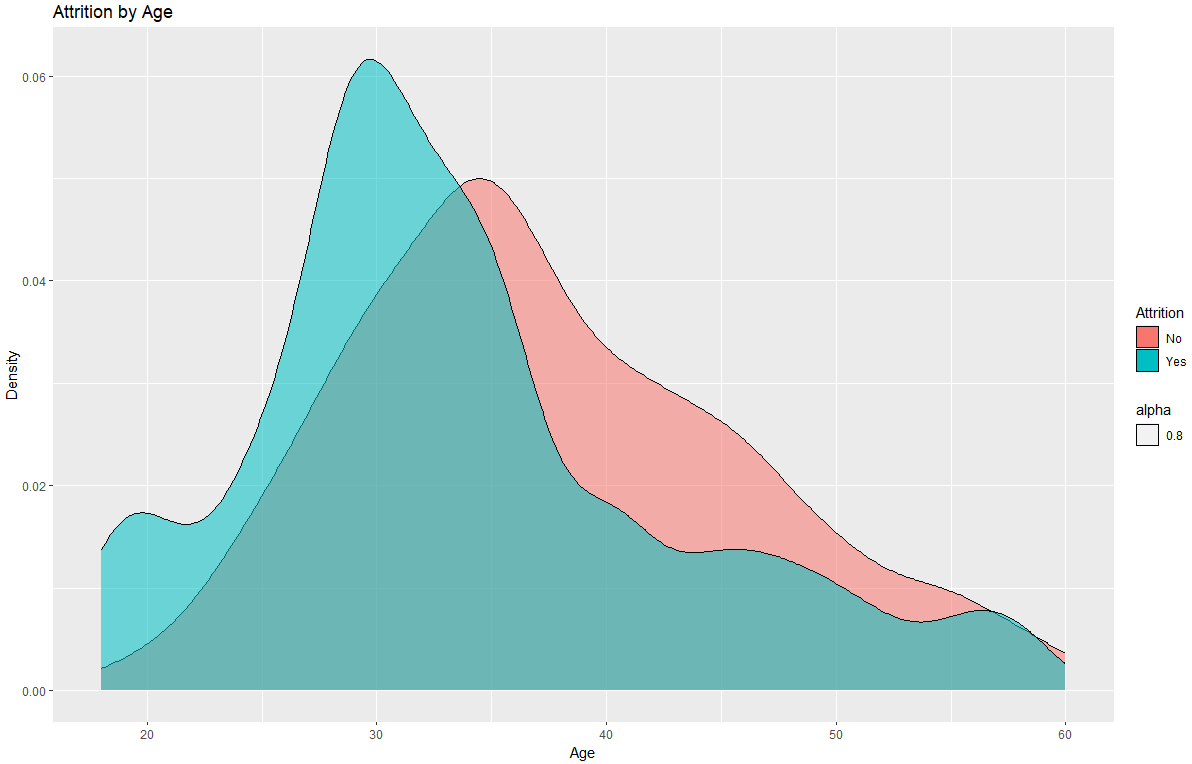 Attrition by Age
0.06
0.04
0.02
0.00
Density
20 30 40 50 60
Age
Attrition
No
Yes
alpha
0.8